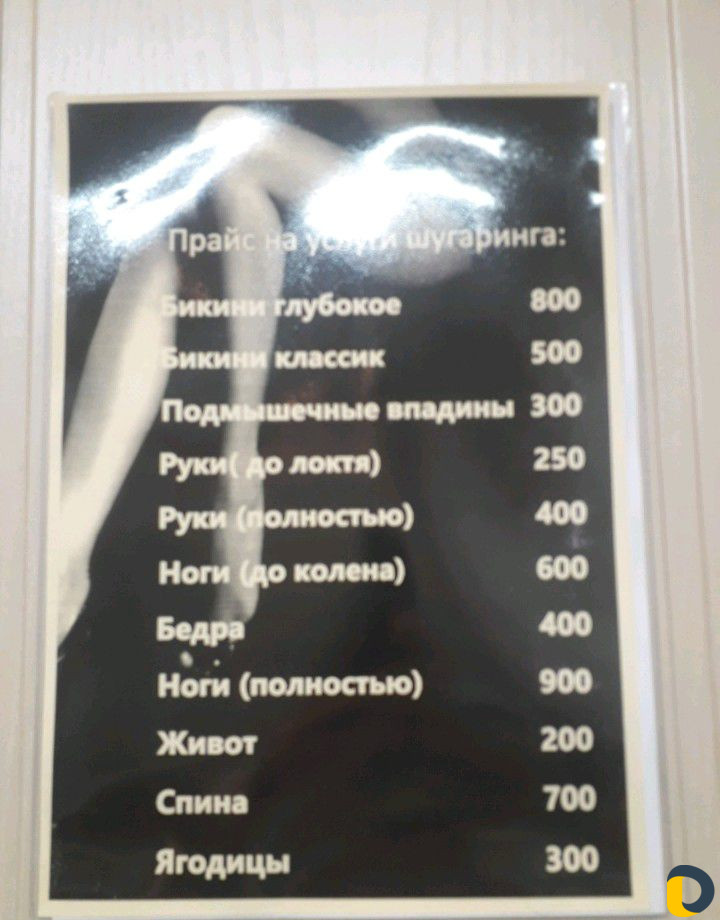 Прайс на услуги шугаринга:
Бикини глубокое 800
Бикини классик 500
Подмышечные впадины 300
Руки( до локтя) 250
Руки (полностью) 400
Ноги (до колена) 600
Бедра 400
Ноги (полностью) 900
Живот 200
Спина 700
Ягодицы 300